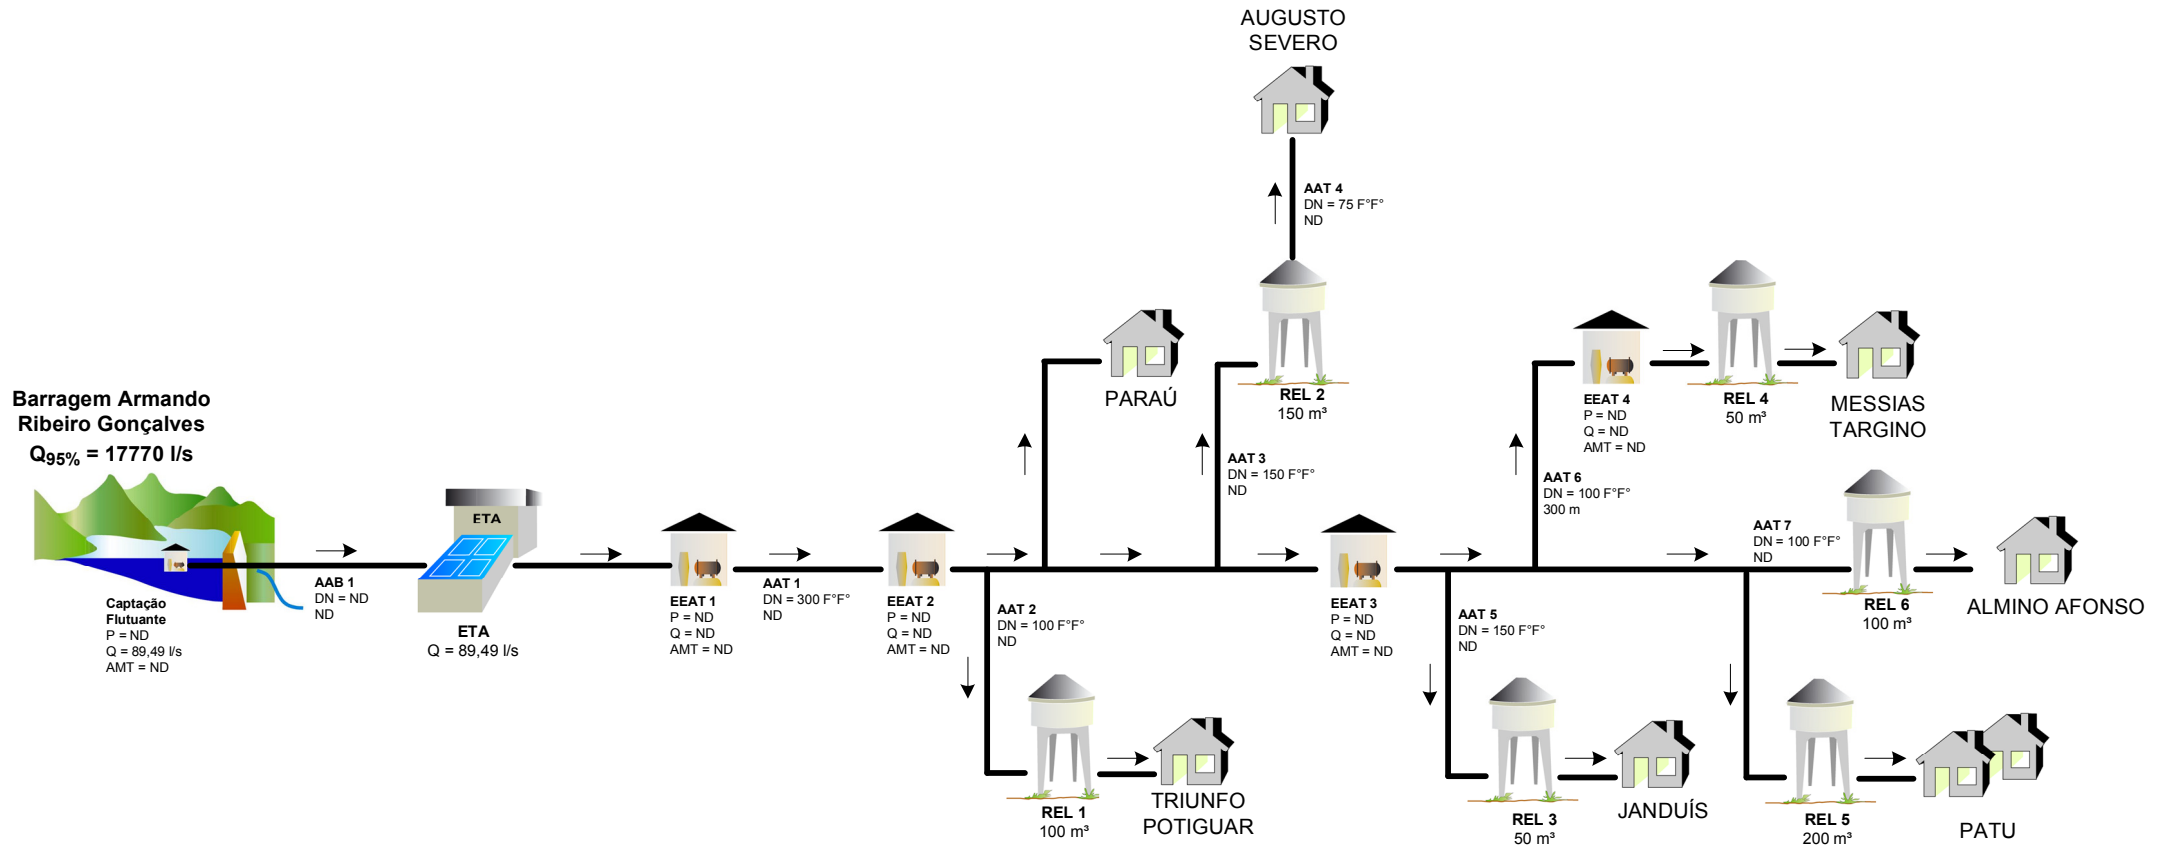 AUGUSTO
SEVERO
AAT 4
DN = 75 F°F°
ND
PARAÚ
REL 2
150 m³
AAT 3
DN = 150 F°F°
ND
EEAT 4
P = ND
Q = ND
AMT = ND
REL 4
50 m³
MESSIAS
TARGINO
AAT 6
DN = 100 F°F°
300 m
Barragem Armando
Ribeiro Gonçalves
Q95% = 17770 l/s
Captação
Flutuante
P = ND
Q = 89,49 l/s
AMT = ND
AAB 1
DN = ND
ND
ETA
ETA
Q = 89,49 l/s
EEAT 1
P = ND
Q = ND
AMT = ND
AAT 1
DN = 300 F°F°
ND
EEAT 2
P = ND
Q = ND
AMT = ND
AAT 2
DN = 100 F°F°
ND
EEAT 3
P = ND
Q = ND
AMT = ND
AAT 5
DN = 150 F°F°
ND
AAT 7
DN = 100 F°F°
ND
REL 6
100 m³
ALMINO AFONSO
REL 1
100 m³
TRIUNFO
POTIGUAR
REL 3
50 m³
JANDUÍS
REL 5
200 m³
PATU